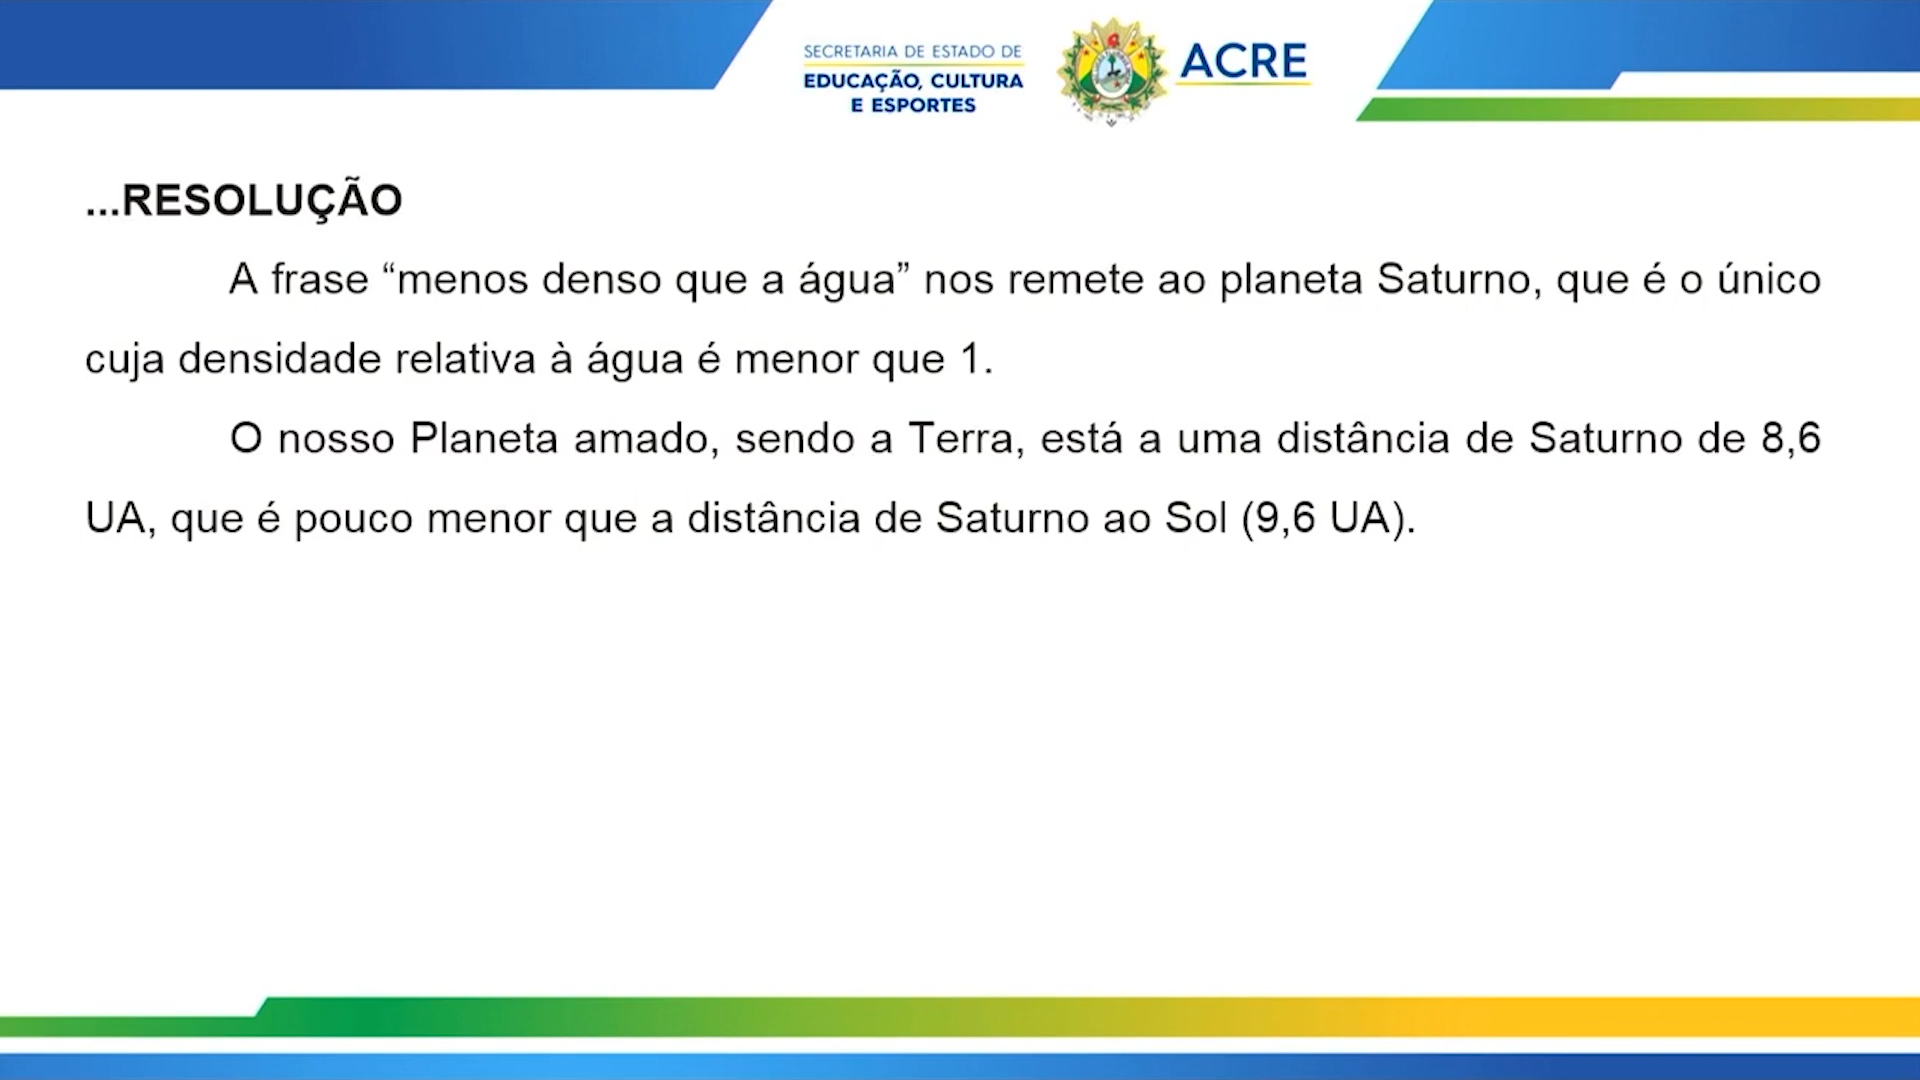 SECRETARIA DE ESTADO DE
EDUCAÇÃO, CULTURA
E ESPORTES
ACRE
...RESOLUÇÃO
A frase “menos denso que a água” nos remete ao planeta Saturno, que é o único
cuja densidade relativa à água é menor que 1.
O nosso Planeta amado, sendo a Terra, está a uma distância de Saturno de 8,6
UA, que é pouco menor que a distância de Saturno ao Sol (9,6 UA).